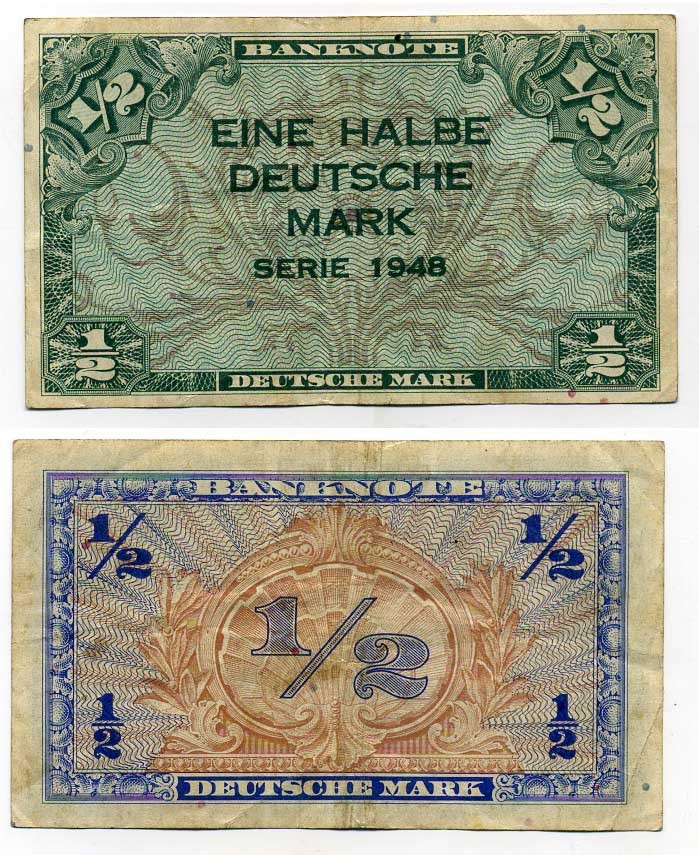 BANKNOTE
1/2 1/2
EINE HALBE
DEUTSCHE
MARK
SERIE 1948
1/2 1/2
DEUTSCHE MARK
BANKNOTE
1/2 1/2
1/2
1/2 1/2
DEUTSCHE MARK